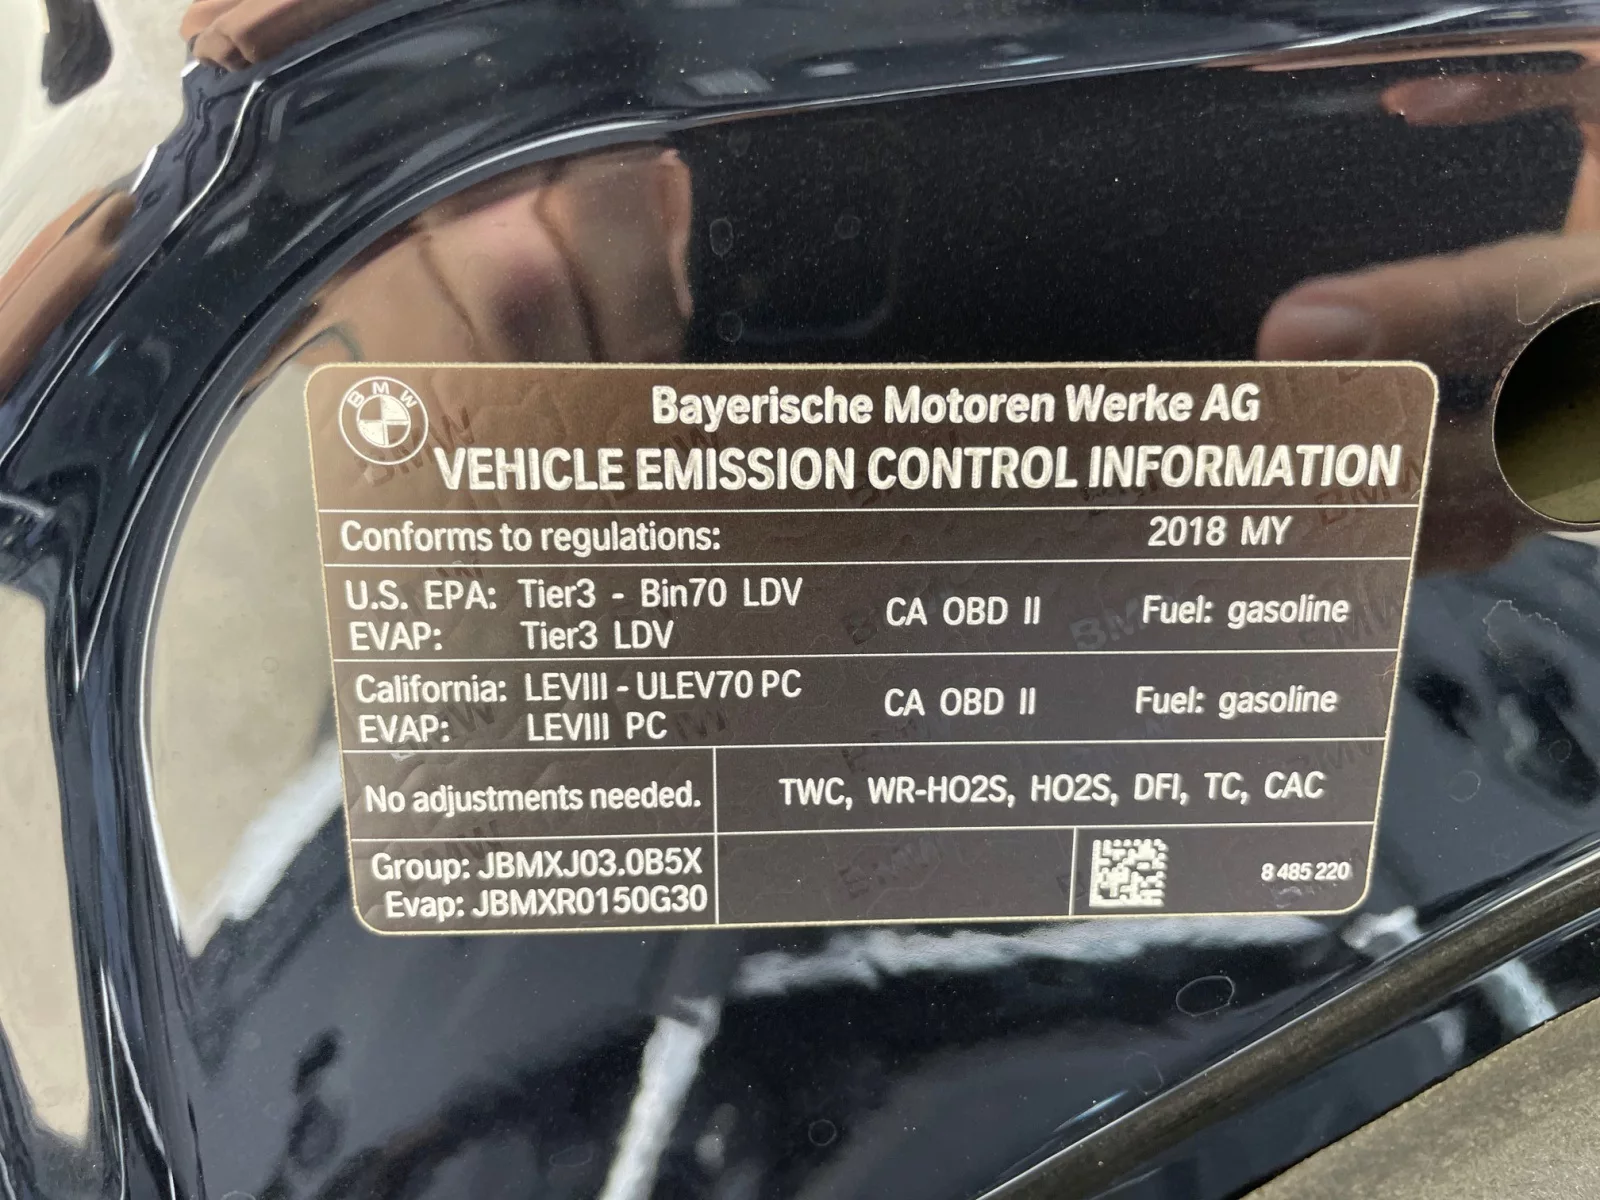 BMW
Bayerische Motoren Werke AG
VEHICLE EMISSION CONTROL INFORMATION
Conforms to regulations: 2018 MY
U.S. EPA: Tier3 - Bin70 LDV
EVAP: Tier3 LDV
CA OBD II Fuel: gasoline
California: LEVIII - ULEV70 PC
EVAP: LEVIII PC
CA OBD II Fuel: gasoline
No adjustments needed.
TWC, WR-HO2S, HO2S, DFI, TC, CAC
Group: JBMXJ03.0B5X
Evap: JBMXR0150G30
8 485 220